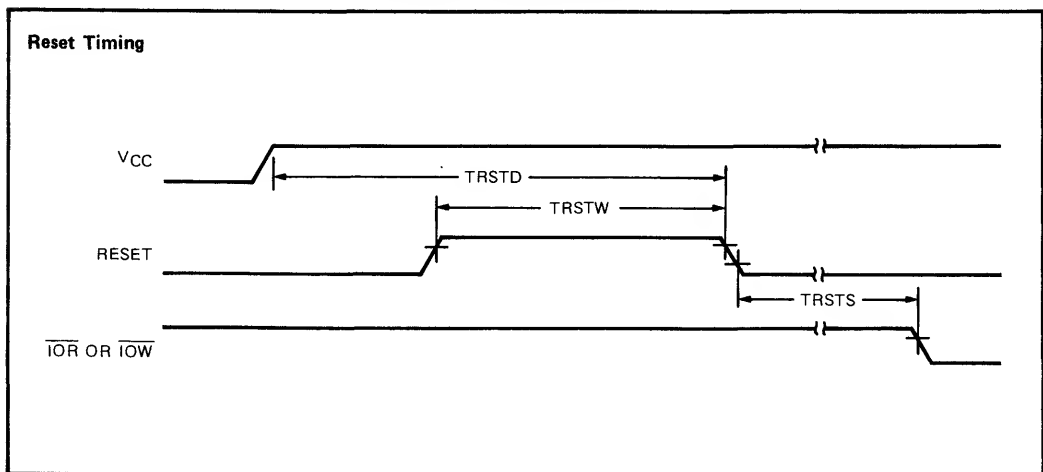 Reset Timing
VCC
TRSTD
TRSTW
RESET
TRSTS
IOR OR IOW